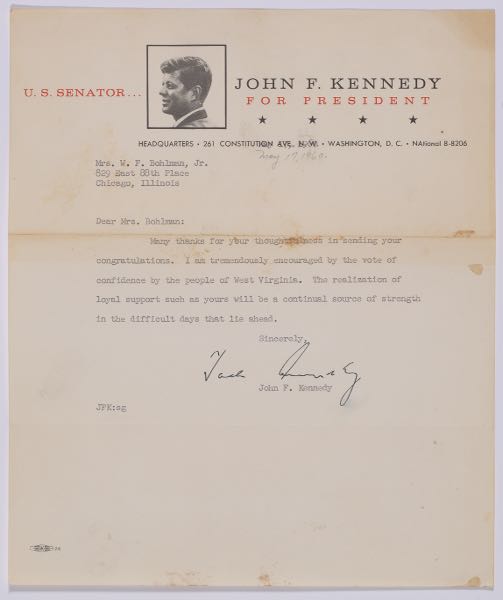 U. S. SENATOR...
JOHN F. KENNEDY
FOR PRESIDENT
★ ★ ★ ★
HEADQUARTERS • 261 CONSTITUTION AVE., N. W. • WASHINGTON, D. C. • NAtional 8-8206
May 17, 1960.
Mrs. W. F. Bohlman, Jr.
829 East 88th Place
Chicago, Illinois
Dear Mrs. Bohlman:
Many thanks for your thoughtfulness in sending your
congratulations. I am tremendously encouraged by the vote of
confidence by the people of West Virginia. The realization of
loyal support such as yours will be a continual source of strength
in the difficult days that lie ahead.
Sincerely,
Jack Kennedy
John F. Kennedy
JFK:sg